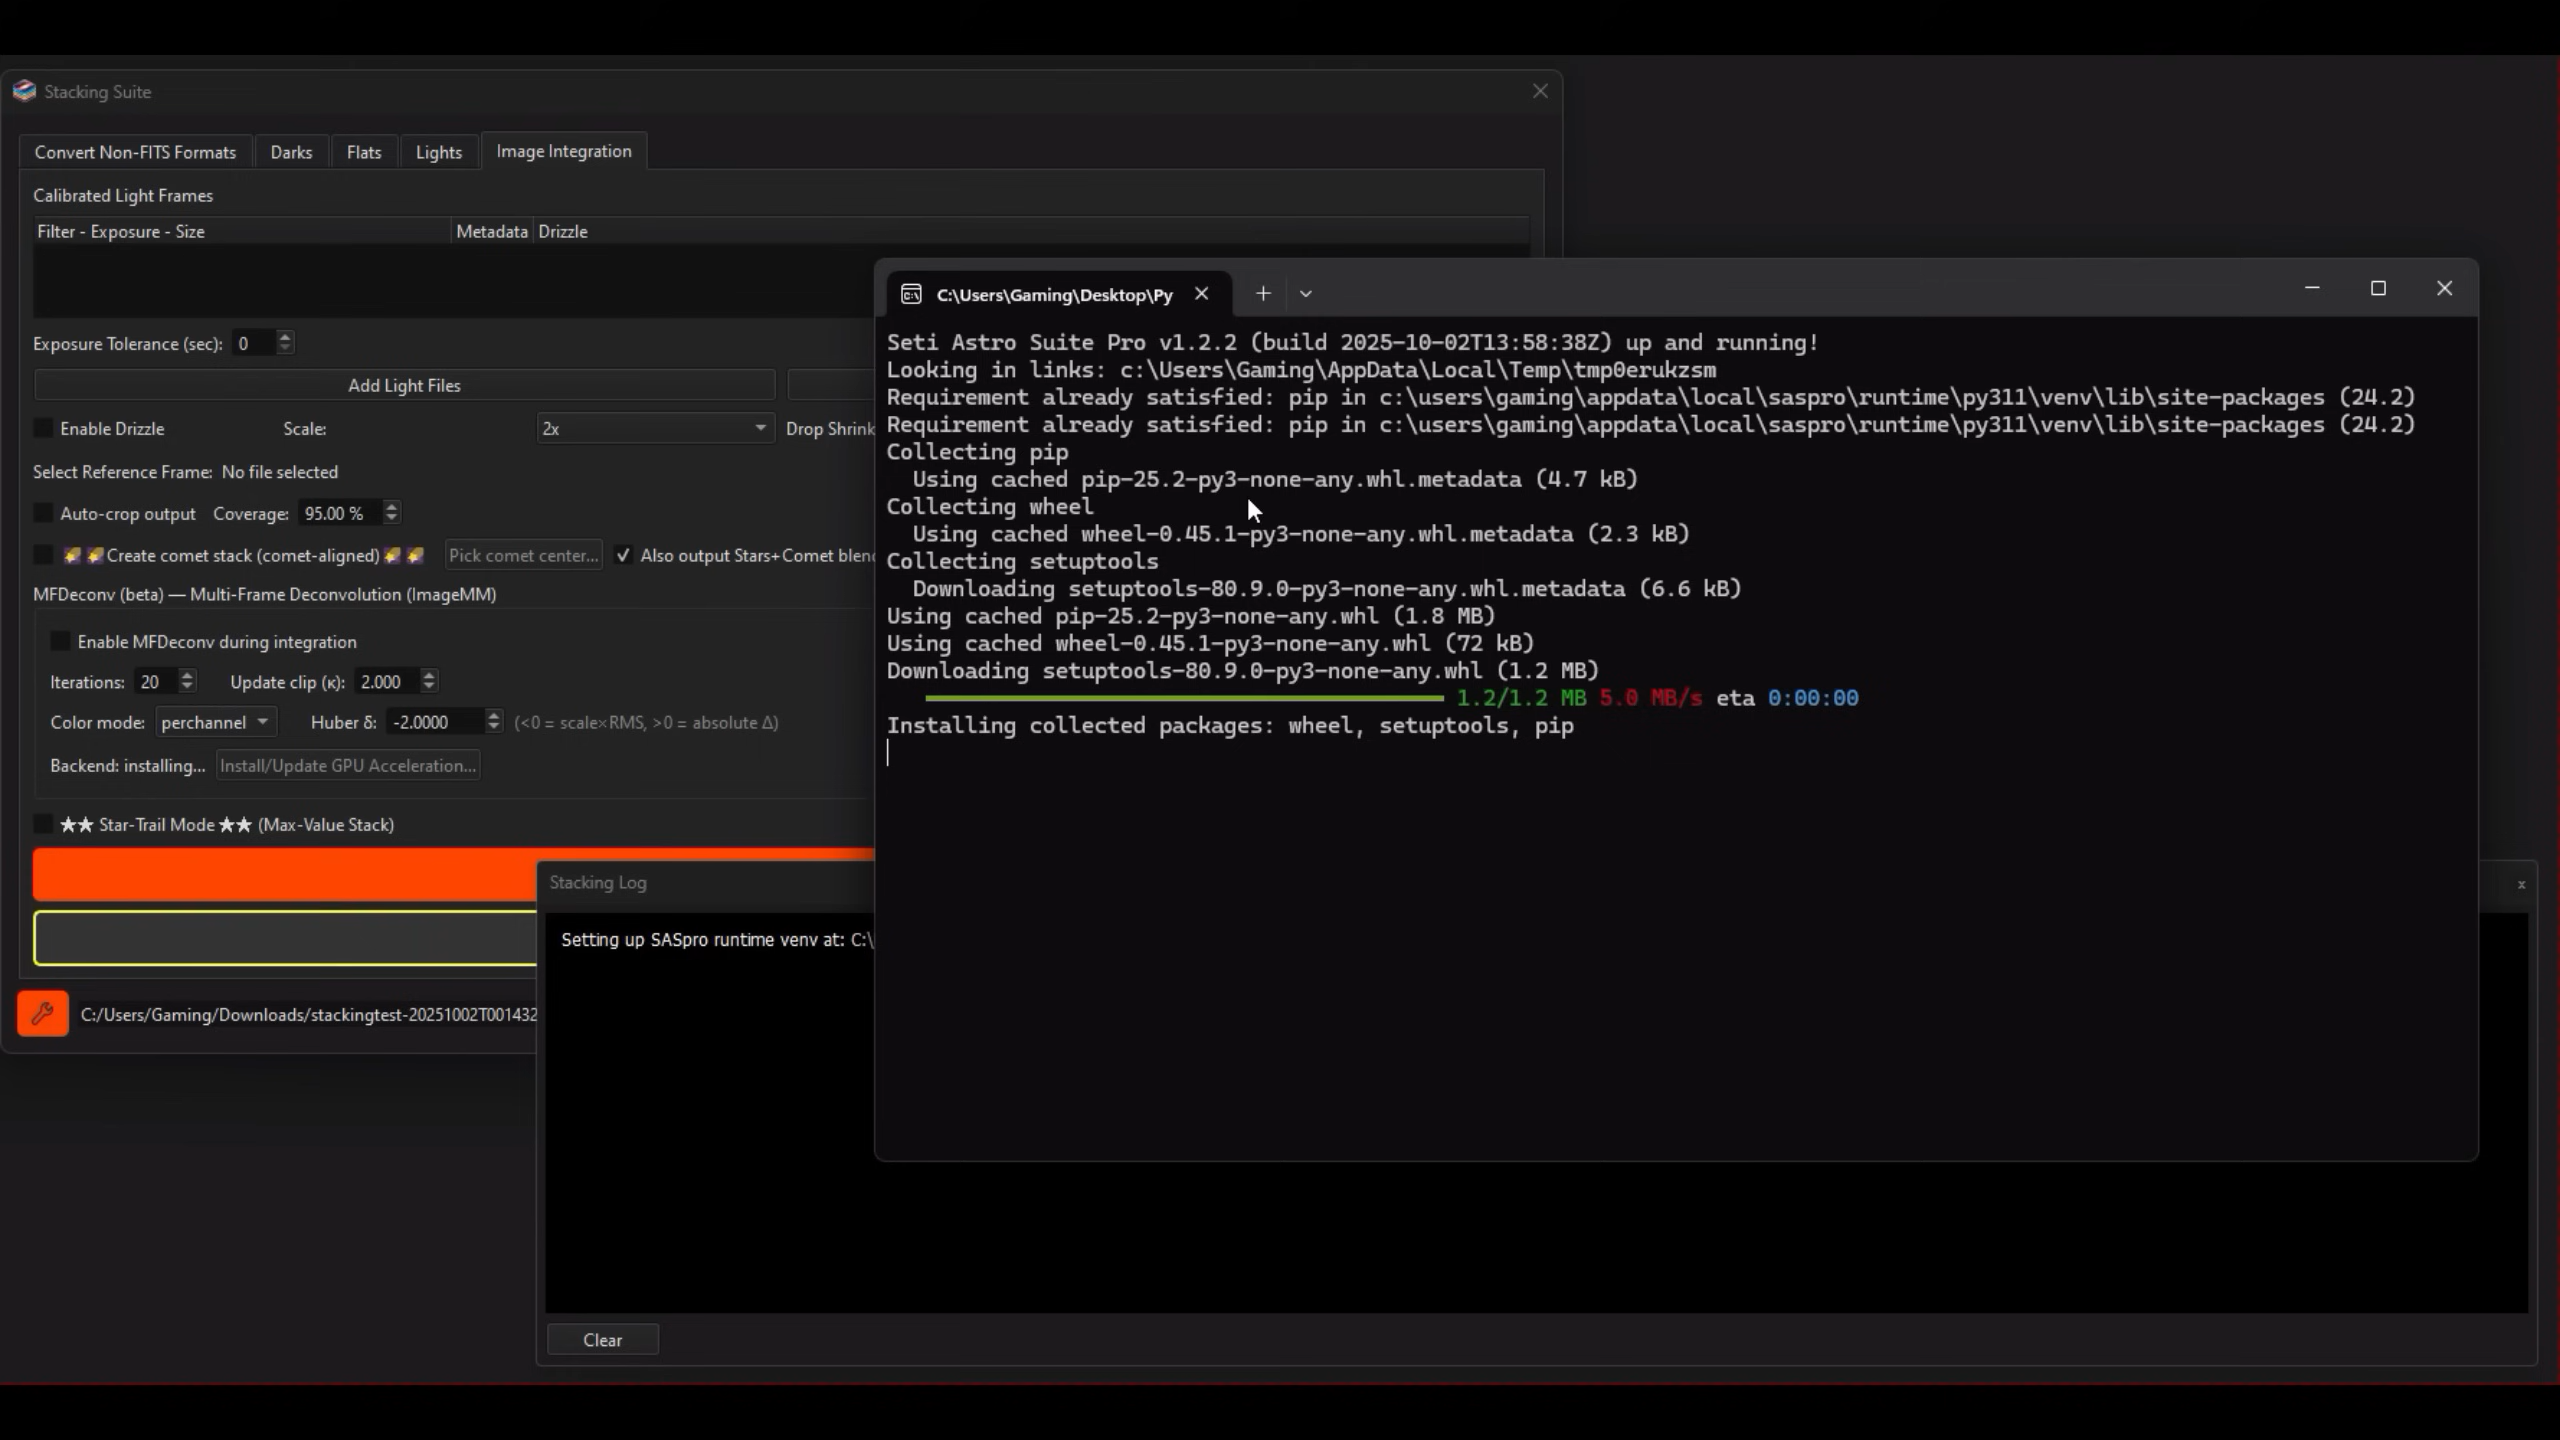 Stacking Suite
Convert Non-FITS Formats Darks Flats Lights Image Integration
Calibrated Light Frames
Filter - Exposure - Size Metadata Drizzle
Exposure Tolerance (sec): 0
Add Light Files
Enable Drizzle Scale: 2x Drop Shrink
Select Reference Frame: No file selected
Auto-crop output Coverage: 95.00 %
Create comet stack (comet-aligned) Pick comet center... Also output Stars+Comet blen
MFDeconv (beta) — Multi-Frame Deconvolution (ImageMM)
Enable MFDeconv during integration
Iterations: 20 Update clip (κ): 2.000
Color mode: perchannel Huber δ: -2.0000 (<0 = scale×RMS, >0 = absolute Δ)
Backend: installing... Install/Update GPU Acceleration...
★★ Star-Trail Mode ★★ (Max-Value Stack)
C:/Users/Gaming/Downloads/stackingtest-20251002T001432
C:\Users\Gaming\Desktop\Py
Seti Astro Suite Pro v1.2.2 (build 2025-10-02T13:58:38Z) up and running!
Looking in links: c:\Users\Gaming\AppData\Local\Temp\tmp0erukzsm
Requirement already satisfied: pip in c:\users\gaming\appdata\local\saspro\runtime\py311\venv\lib\site-packages (24.2)
Requirement already satisfied: pip in c:\users\gaming\appdata\local\saspro\runtime\py311\venv\lib\site-packages (24.2)
Collecting pip
Using cached pip-25.2-py3-none-any.whl.metadata (4.7 kB)
Collecting wheel
Using cached wheel-0.45.1-py3-none-any.whl.metadata (2.3 kB)
Collecting setuptools
Downloading setuptools-80.9.0-py3-none-any.whl.metadata (6.6 kB)
Using cached pip-25.2-py3-none-any.whl (1.8 MB)
Using cached wheel-0.45.1-py3-none-any.whl (72 kB)
Downloading setuptools-80.9.0-py3-none-any.whl (1.2 MB)
1.2/1.2 MB 5.0 MB/s eta 0:00:00
Installing collected packages: wheel, setuptools, pip
Stacking Log
Setting up SASpro runtime venv at: C:\
Clear